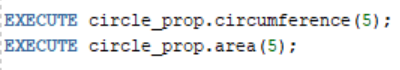 EXECUTE circle_prop.circumference(5);
EXECUTE circle_prop.area(5);